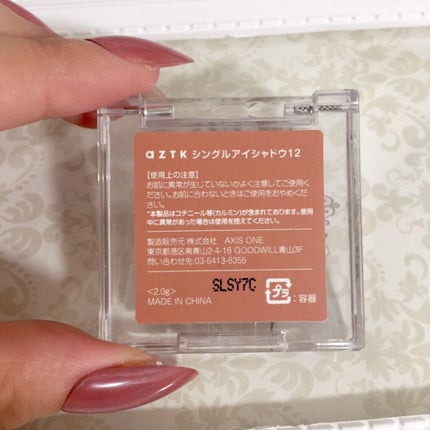 aZTK シングルアイシャドウ12
【使用上の注意】
お肌に異常が生じていないかよく注意してご使用くだ
さい。お肌に合わないときはご使用をおやめくだ
さい。
*本製品はコチニール等(カルミン)が含まれております。使用
中に異常があった場合は使用を控えてください。
製造販売元:株式会社 AXIS ONE
東京都港区南青山2-4-16 GOODWILL青山3F
問い合わせ先:03-5413-6355
<2.0g>
MADE IN CHINA
SLSY7C
プラ
:容器